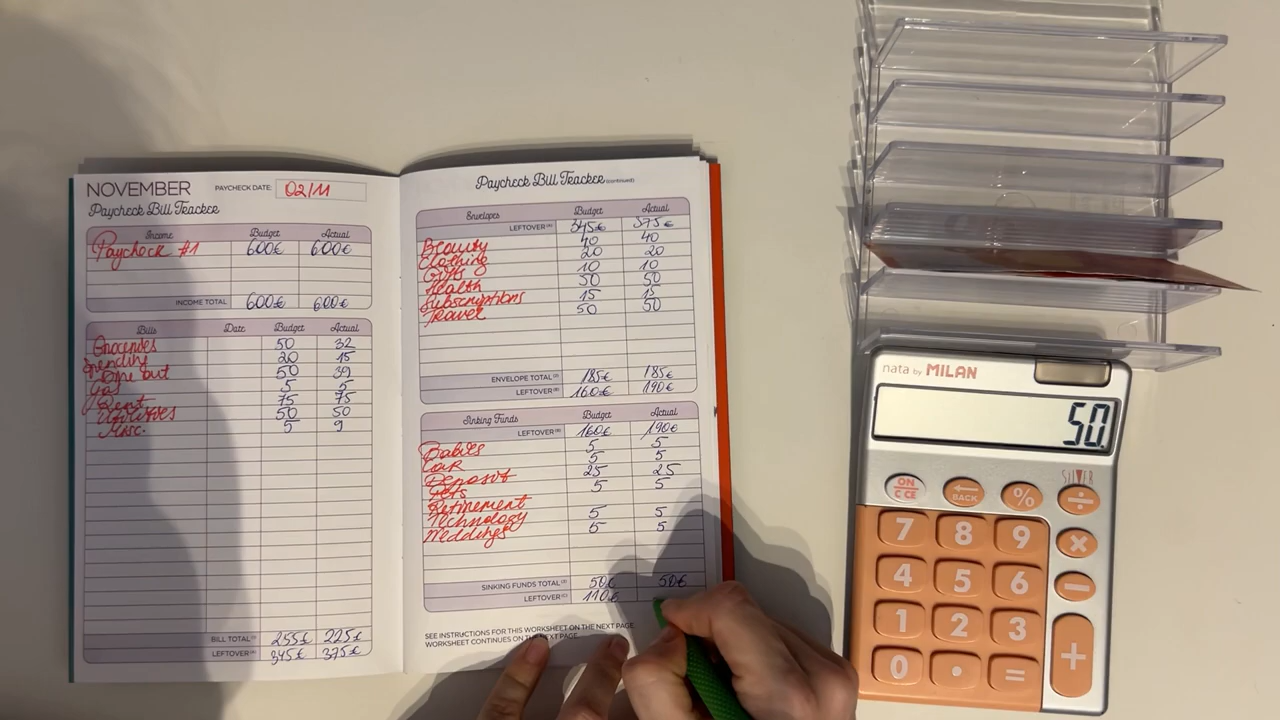 NOVEMBER PAYCHECK DATE: 02/11
Paycheck Bill Tracker
Income Budget Actual
Paycheck #1 600€ 600€
INCOME TOTAL 600€ 600€
Bills Date Budget Actual
Groceries 50 32
Spending 20 15
Dine out 50 39
Gas 5 5
Rent 75 75
Utilities 50 50
Misc. 5 9
BILL TOTAL 255€ 225€
LEFTOVER (A) 345€ 375€
Paycheck Bill Tracker (continued)
Envelopes Budget Actual
LEFTOVER (A) 345€ 375€
Beauty 40 40
Clothing 20 20
Gifts 10 10
Health 50 50
Subscriptions 15 15
Travel 50 50
ENVELOPE TOTAL (2) 185€ 185€
LEFTOVER (B) 160€ 190€
Sinking Funds Budget Actual
LEFTOVER (B) 160€ 190€
Babies 5 5
Car 5 5
Deposit 25 25
Pets 5 5
Retirement
Technology 5 5
Weddings 5 5
SINKING FUNDS TOTAL (3) 50€ 50€
LEFTOVER (C) 110€
SEE INSTRUCTIONS FOR THIS WORKSHEET ON THE NEXT PAGE.
WORKSHEET CONTINUES ON THE NEXT PAGE.
nata by MILAN
50.
SILVER
ON C CE BACK % ÷
7 8 9 ×
4 5 6 −
1 2 3 +
0 . =